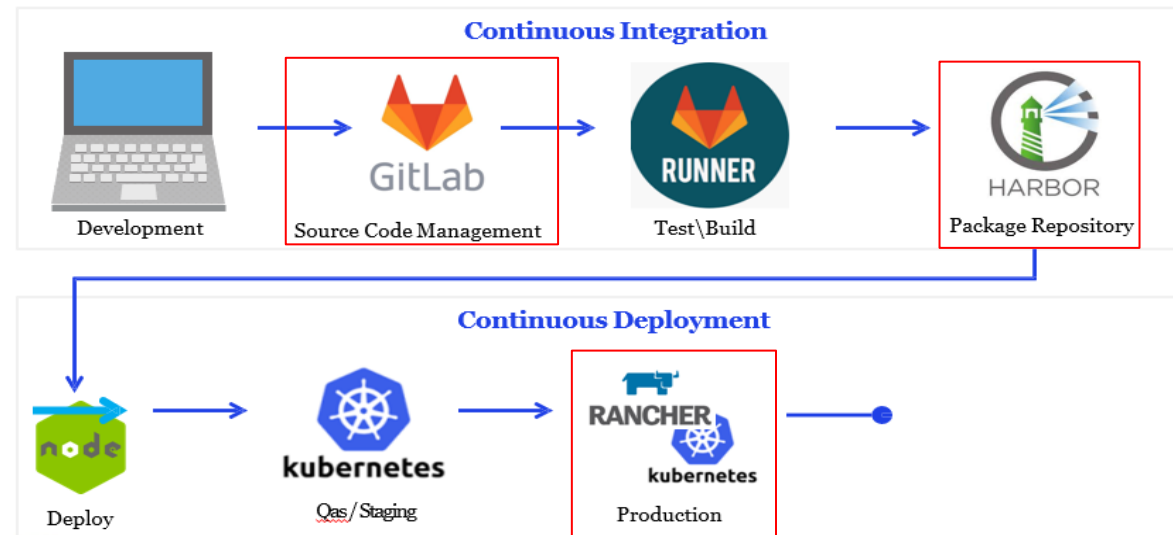 Continuous Integration
GitLab
RUNNER
HARBOR
Development
Source Code Management
Test\Build
Package Repository
Continuous Deployment
node
kubernetes
RANCHER
kubernetes
Deploy
Qas / Staging
Production